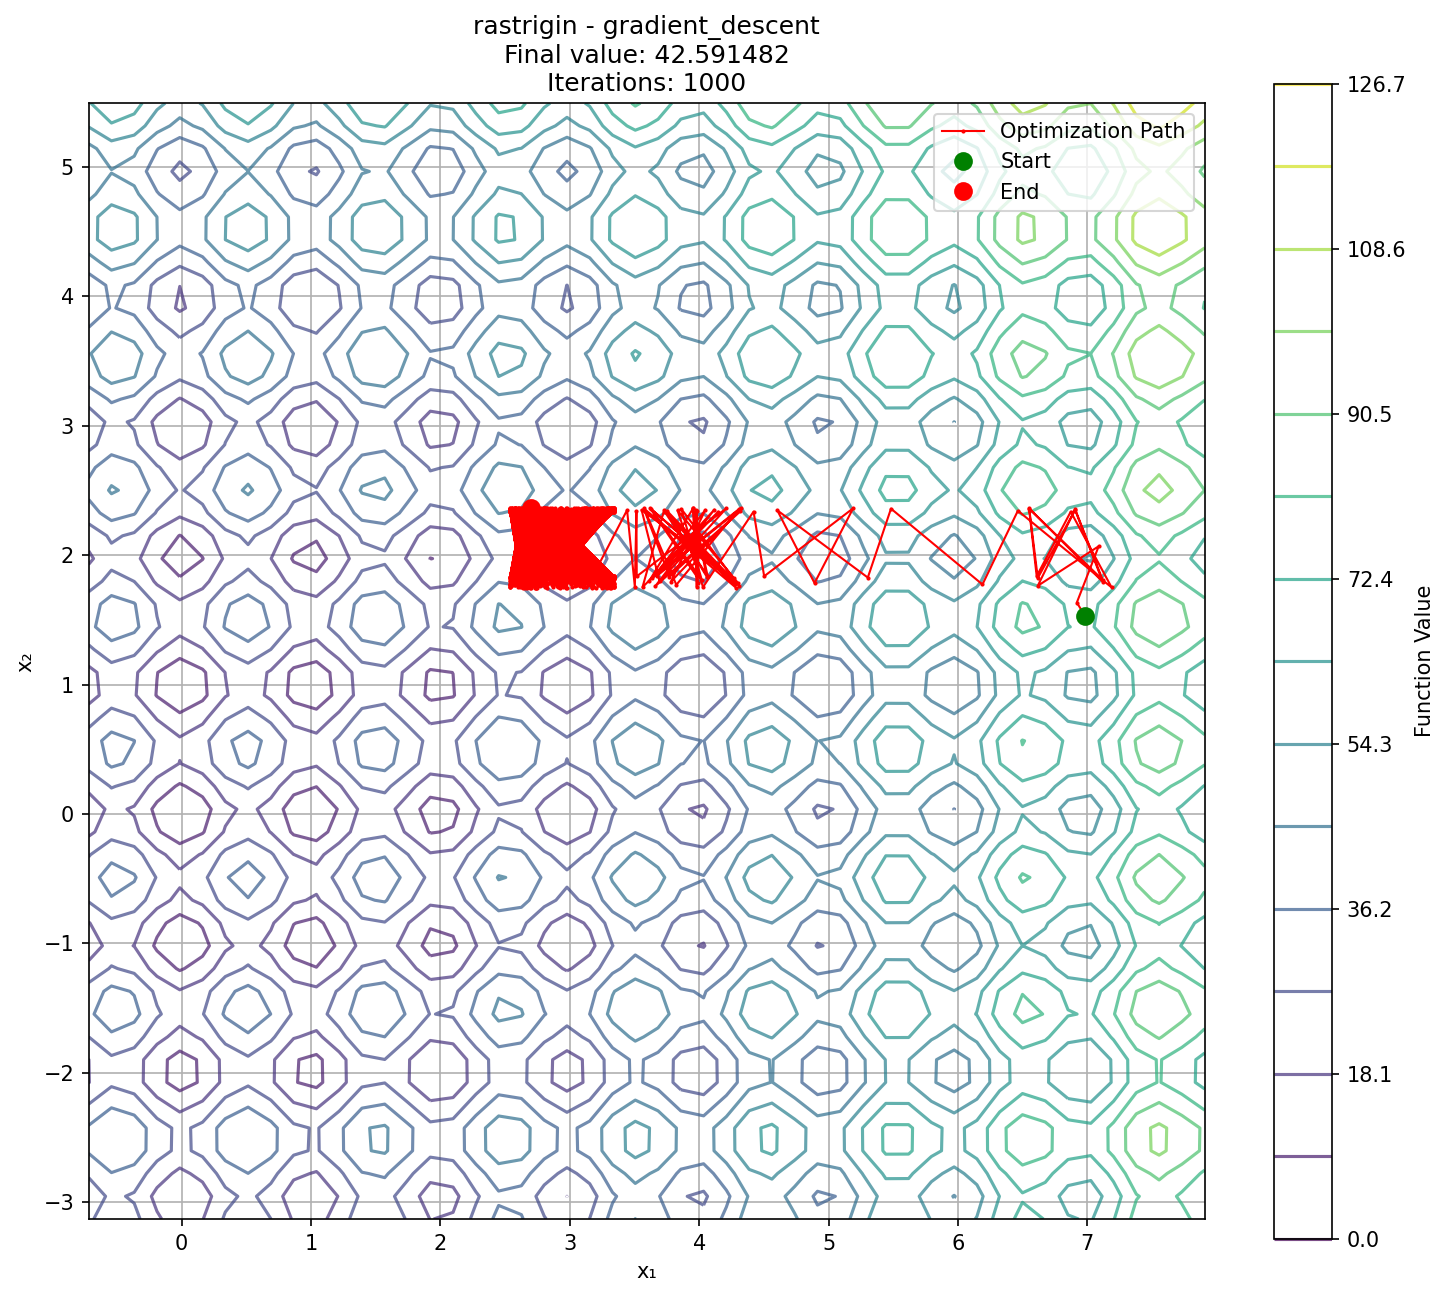 rastrigin - gradient_descent
Final value: 42.591482
Iterations: 1000
Optimization Path
Start
End
5
4
3
2
1
0
−1
−2
−3
x₂
0
1
2
3
4
5
6
7
x₁
126.7
108.6
90.5
72.4
54.3
36.2
18.1
0.0
Function Value